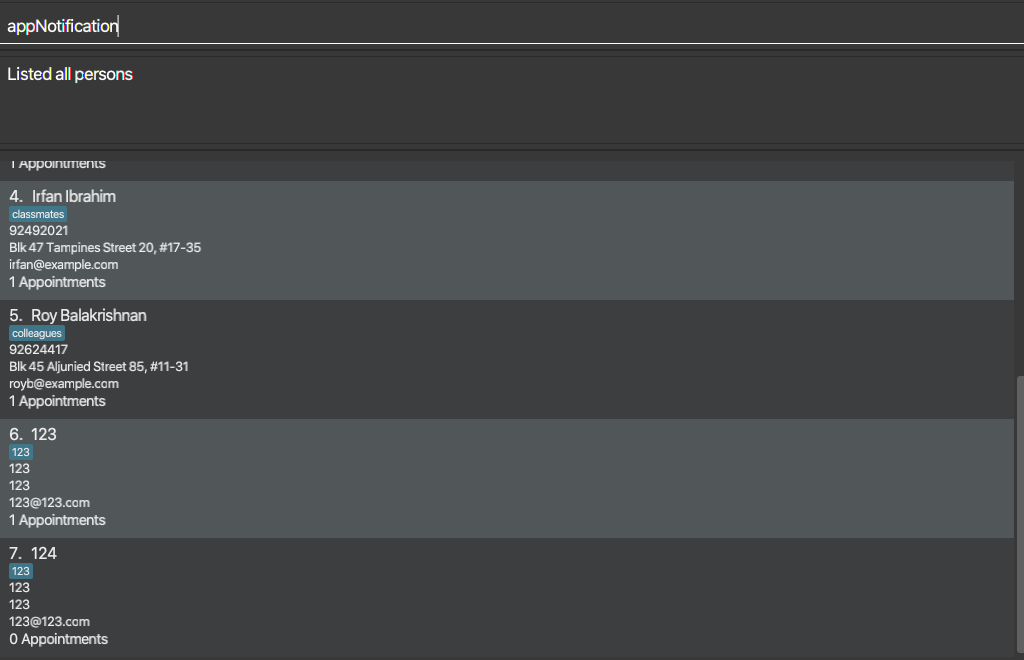 appNotification
Listed all persons
1 Appointments
4. Irfan Ibrahim
classmates
92492021
Blk 47 Tampines Street 20, #17-35
irfan@example.com
1 Appointments
5. Roy Balakrishnan
colleagues
92624417
Blk 45 Aljunied Street 85, #11-31
royb@example.com
1 Appointments
6. 123
123
123
123
123@123.com
1 Appointments
7. 124
123
123
123
123@123.com
0 Appointments